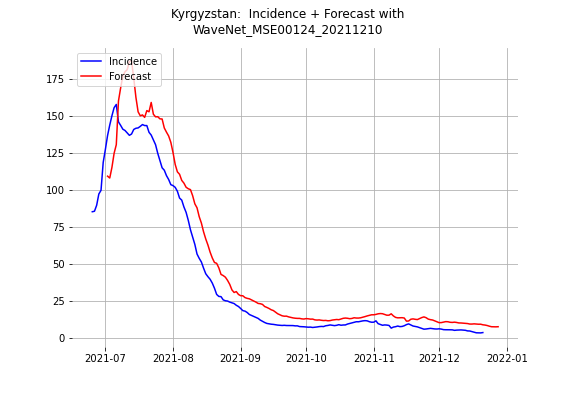 Kyrgyzstan:  Incidence + Forecast with
WaveNet_MSE00124_20211210
Incidence
Forecast
175
150
125
100
75
50
25
0
2021-07 2021-08 2021-09 2021-10 2021-11 2021-12 2022-01